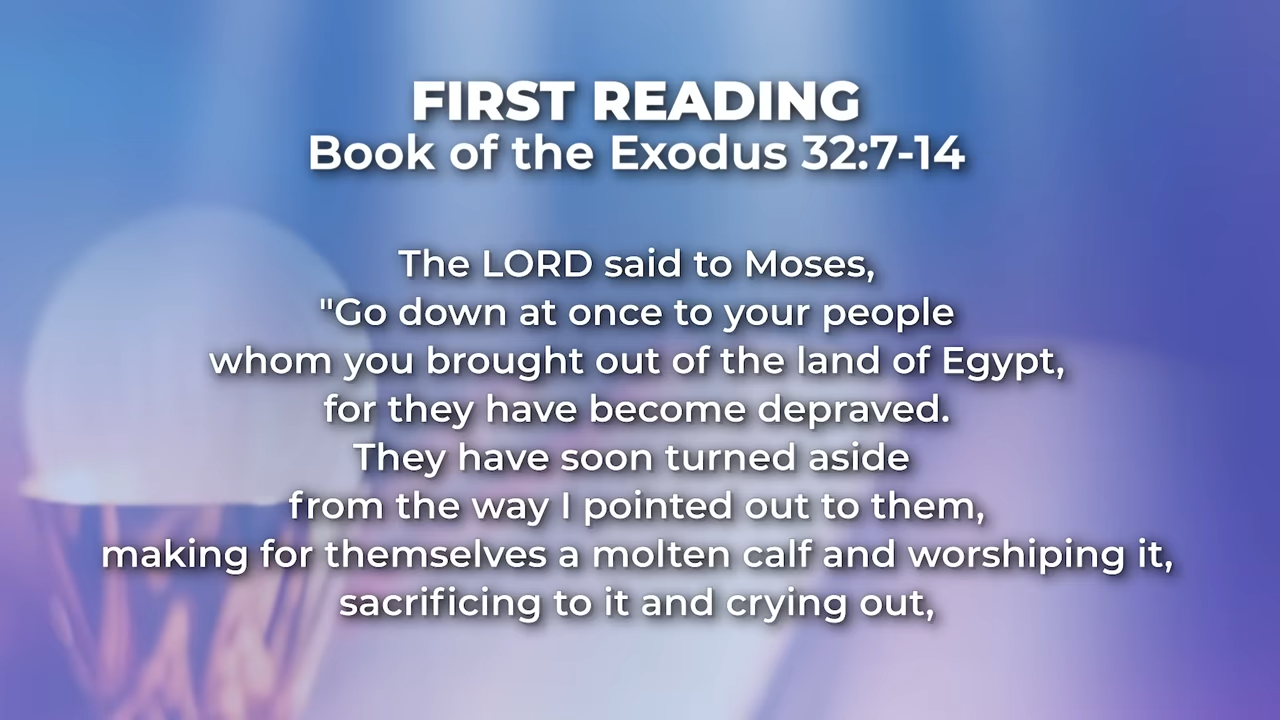 FIRST READING
Book of the Exodus 32:7-14
The LORD said to Moses,
"Go down at once to your people
whom you brought out of the land of Egypt,
for they have become depraved.
They have soon turned aside
from the way I pointed out to them,
making for themselves a molten calf and worshiping it,
sacrificing to it and crying out,